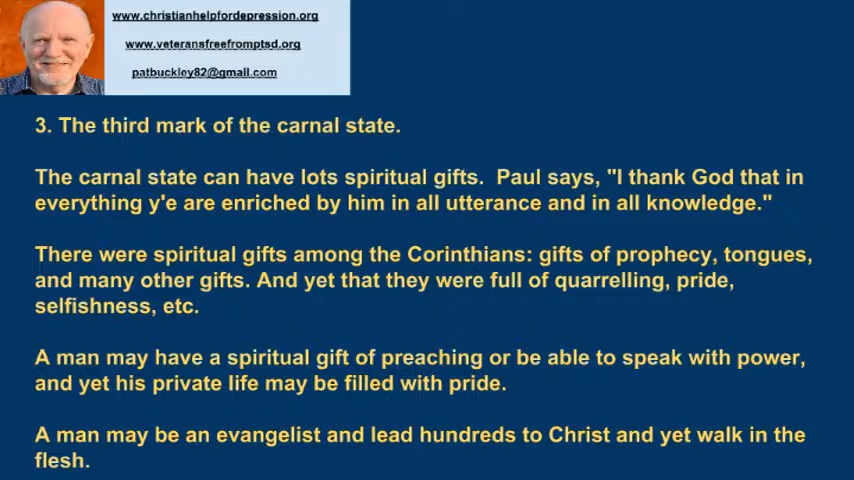 www.christianhelpfordepression.org
www.veteransfreefromptsd.org
patbuckley82@gmall.com
3. The third mark of the carnal state.
The carnal state can have lots spiritual gifts.  Paul says, "I thank God that in
everything y'e are enriched by him in all utterance and in all knowledge."
There were spiritual gifts among the Corinthians: gifts of prophecy, tongues,
and many other gifts. And yet that they were full of quarrelling, pride,
selfishness, etc.
A man may have a spiritual gift of preaching or be able to speak with power,
and yet his private life may be filled with pride.
A man may be an evangelist and lead hundreds to Christ and yet walk in the
flesh.